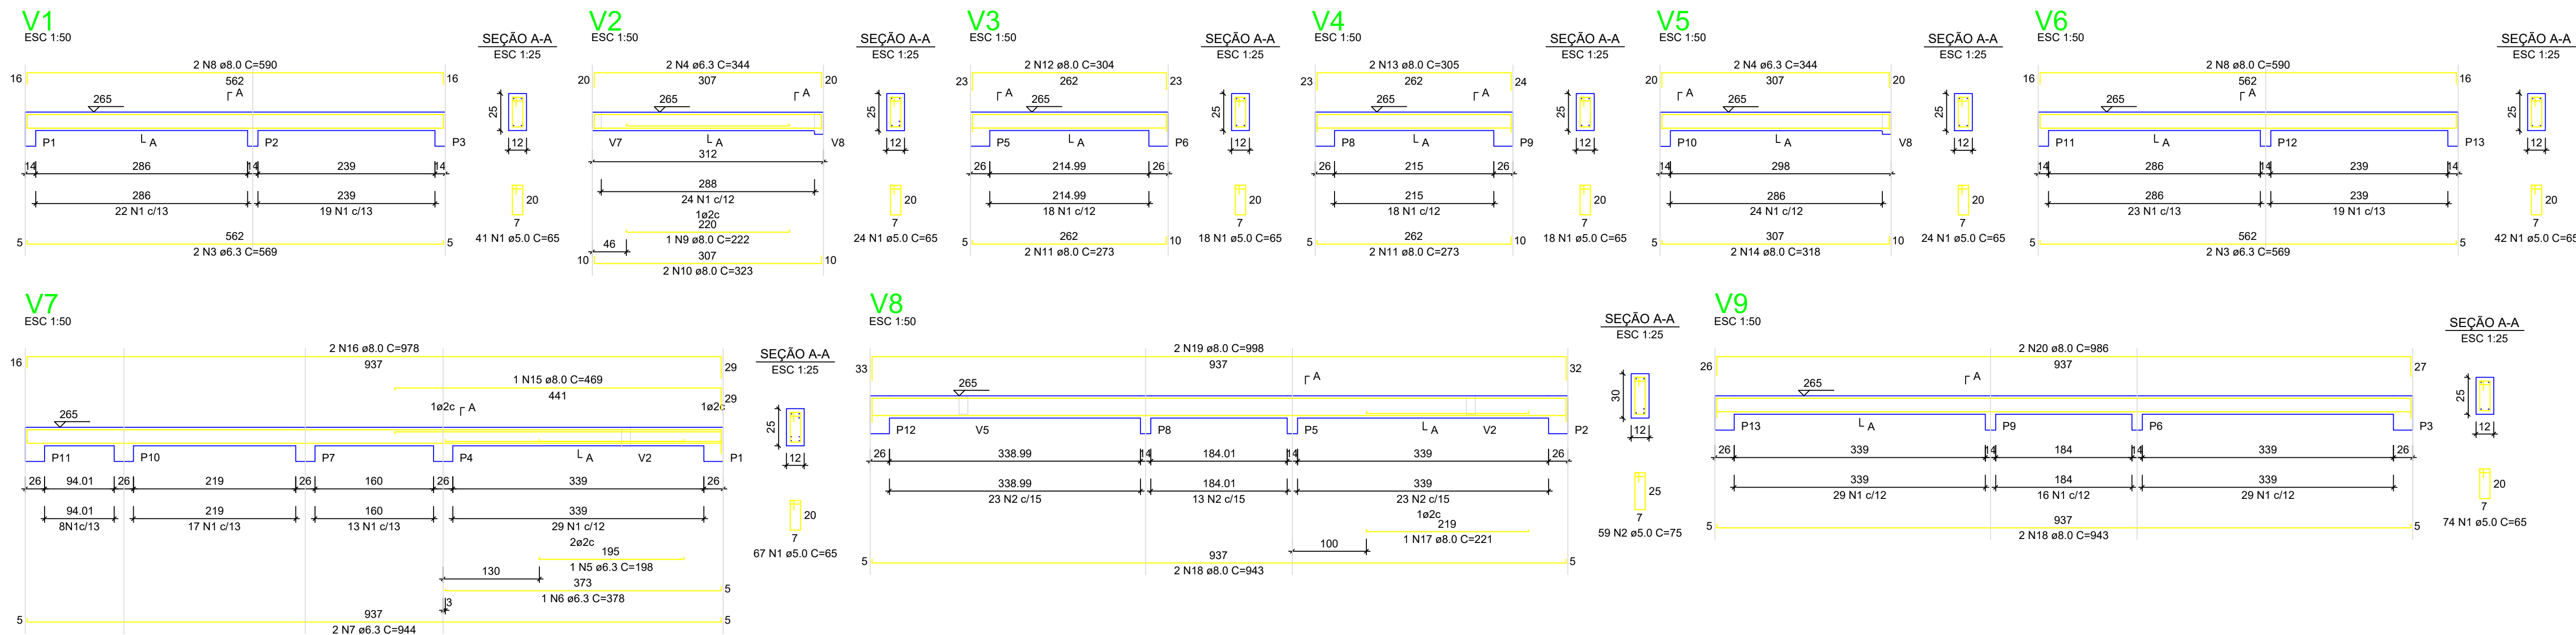 V1
ESC 1:50
SEÇÃO A-A
ESC 1:25
2 N8 ø8.0 C=590
16
562
16
A
265
25
P1
A
P2
P3
12
14
286
14
239
14
286
239
22 N1 c/13
19 N1 c/13
20
7
41 N1 ø5.0 C=65
5
562
5
2 N3 ø6.3 C=569
V2
ESC 1:50
SEÇÃO A-A
ESC 1:25
2 N4 ø6.3 C=344
20
307
20
A
265
25
V7
A
V8
12
312
288
24 N1 c/12
20
7
24 N1 ø5.0 C=65
1ø2c
220
1 N9 ø8.0 C=222
46
10
307
10
2 N10 ø8.0 C=323
V3
ESC 1:50
SEÇÃO A-A
ESC 1:25
2 N12 ø8.0 C=304
23
262
23
A
265
25
P5
A
P6
12
26
214.99
26
214.99
18 N1 c/12
20
7
18 N1 ø5.0 C=65
5
262
10
2 N11 ø8.0 C=273
V4
ESC 1:50
SEÇÃO A-A
ESC 1:25
2 N13 ø8.0 C=305
23
262
24
A
265
25
P8
A
P9
12
26
215
26
215
18 N1 c/12
20
7
18 N1 ø5.0 C=65
5
262
10
2 N11 ø8.0 C=273
V5
ESC 1:50
SEÇÃO A-A
ESC 1:25
2 N4 ø6.3 C=344
20
307
20
A
265
25
P10
A
V8
12
14
298
286
24 N1 c/12
20
7
24 N1 ø5.0 C=65
5
307
10
2 N14 ø8.0 C=318
V6
ESC 1:50
SEÇÃO A-A
ESC 1:25
2 N8 ø8.0 C=590
16
562
16
A
265
25
P11
A
P12
P13
12
14
286
14
239
14
286
239
23 N1 c/13
19 N1 c/13
20
7
42 N1 ø5.0 C=65
5
562
5
2 N3 ø6.3 C=569
V7
ESC 1:50
SEÇÃO A-A
ESC 1:25
2 N16 ø8.0 C=978
16
937
29
1 N15 ø8.0 C=469
441
29
1ø2c
A
1ø2c
265
25
P11
P10
P7
P4
A
V2
P1
12
26
94.01
26
219
26
160
26
339
26
94.01
219
160
339
8N1c/13
17 N1 c/13
13 N1 c/13
29 N1 c/12
20
7
67 N1 ø5.0 C=65
2ø2c
195
1 N5 ø6.3 C=198
130
373
5
1 N6 ø6.3 C=378
3
5
937
5
2 N7 ø6.3 C=944
V8
ESC 1:50
SEÇÃO A-A
ESC 1:25
2 N19 ø8.0 C=998
33
937
32
A
265
30
P12
V5
P8
P5
A
V2
P2
12
26
338.99
14
184.01
14
339
26
338.99
184.01
339
23 N2 c/15
13 N2 c/15
23 N2 c/15
25
7
59 N2 ø5.0 C=75
1ø2c
219
1 N17 ø8.0 C=221
100
5
937
5
2 N18 ø8.0 C=943
V9
ESC 1:50
SEÇÃO A-A
ESC 1:25
2 N20 ø8.0 C=986
26
937
27
A
265
25
P13
A
P9
P6
P3
12
26
339
14
184
14
339
26
339
184
339
29 N1 c/12
16 N1 c/12
29 N1 c/12
20
7
74 N1 ø5.0 C=65
5
937
5
2 N18 ø8.0 C=943